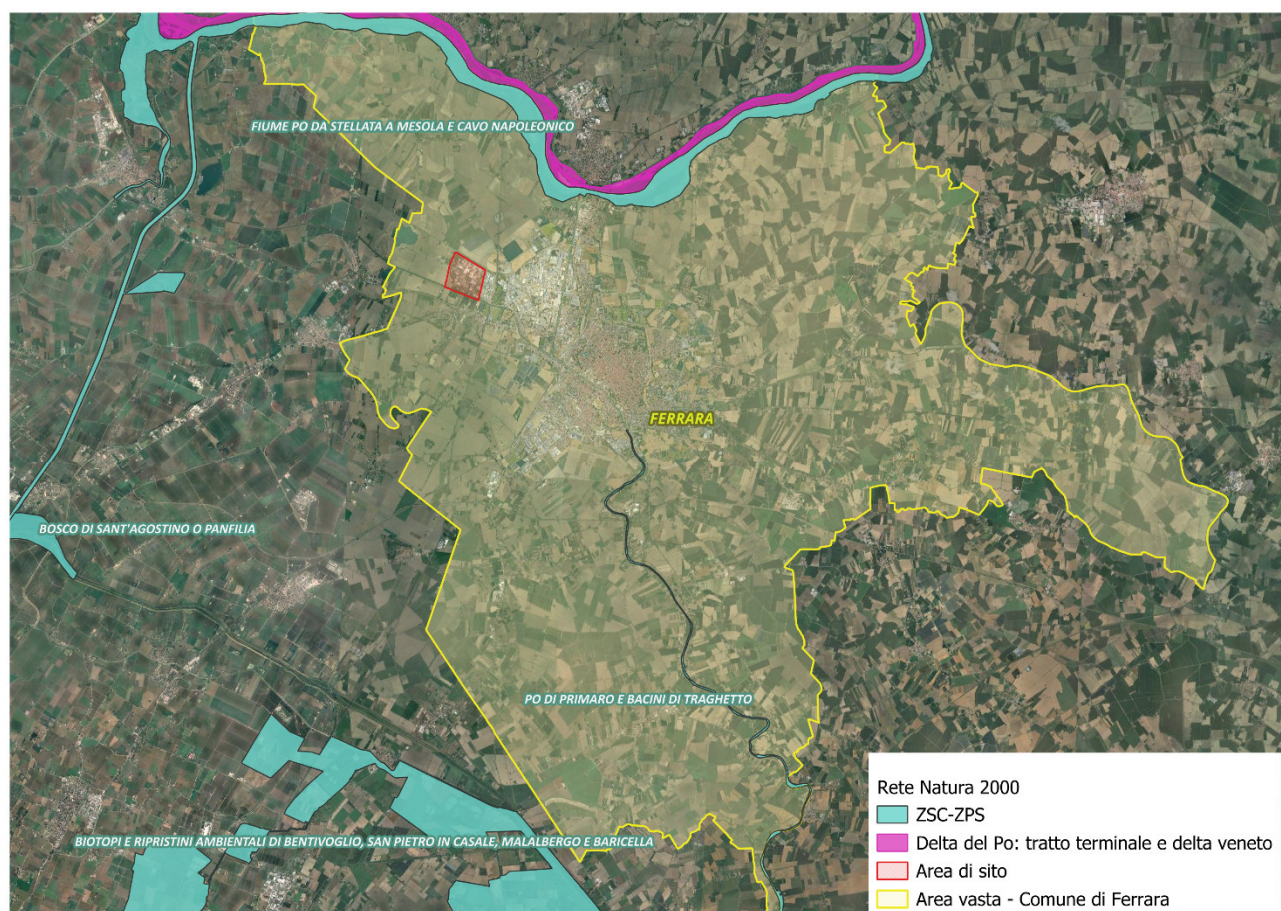 FIUME PO DA STELLATA A MESOLA E CAVO NAPOLEONICO
FERRARA
BOSCO DI SANT'AGOSTINO O PANFILIA
PO DI PRIMARO E BACINI DI TRAGHETTO
BIOTOPI E RIPRISTINI AMBIENTALI DI BENTIVOGLIO, SAN PIETRO IN CASALE, MALALBERGO E BARICELLA
Rete Natura 2000
ZSC-ZPS
Delta del Po: tratto terminale e delta veneto
Area di sito
Area vasta - Comune di Ferrara